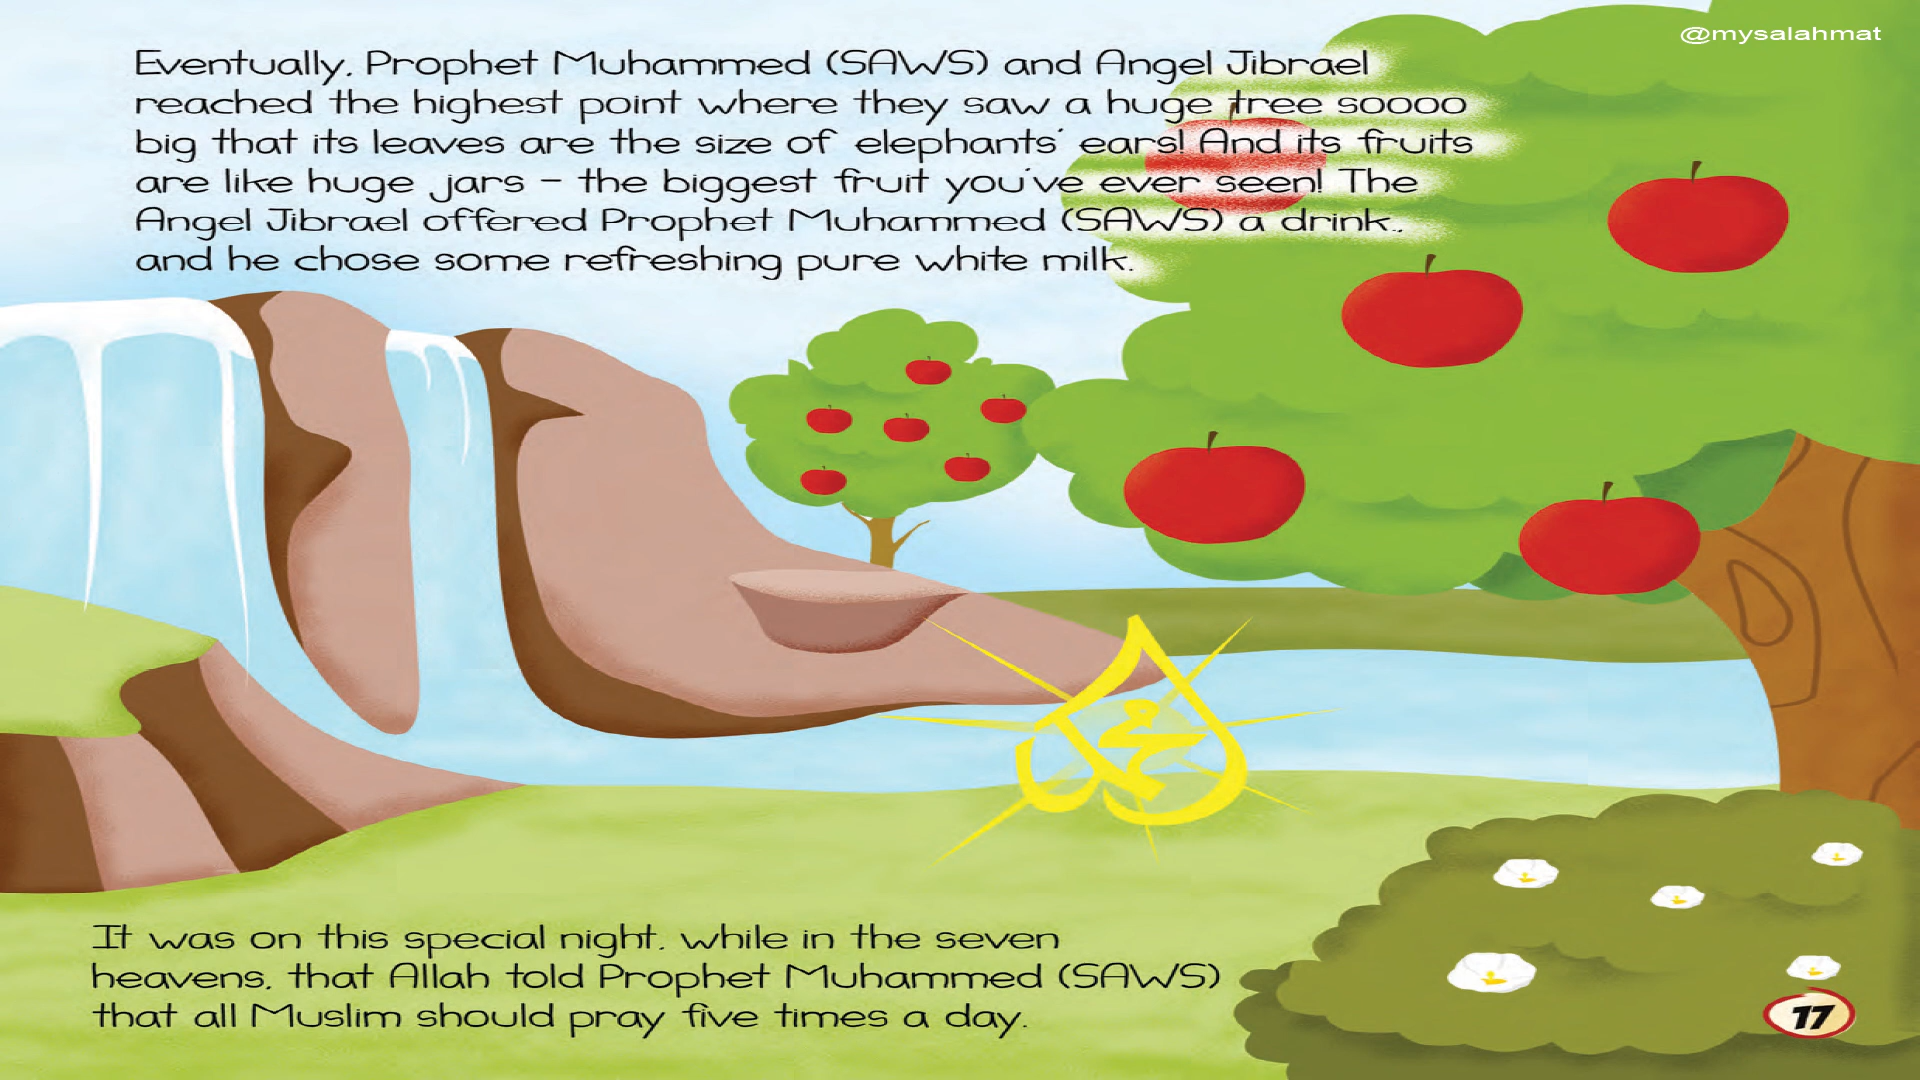 @mysalahmat
Eventually, Prophet Muhammed (SAWS) and Angel Jibrael
reached the highest point where they saw a huge tree soooo
big that its leaves are the size of elephants' ears! And its fruits
are like huge jars - the biggest fruit you've ever seen! The
Angel Jibrael offered Prophet Muhammed (SAWS) a drink.,
and he chose some refreshing pure white milk.
محمد
It was on this special night, while in the seven
heavens, that Allah told Prophet Muhammed (SAWS)
that all Muslim should pray five times a day.
17